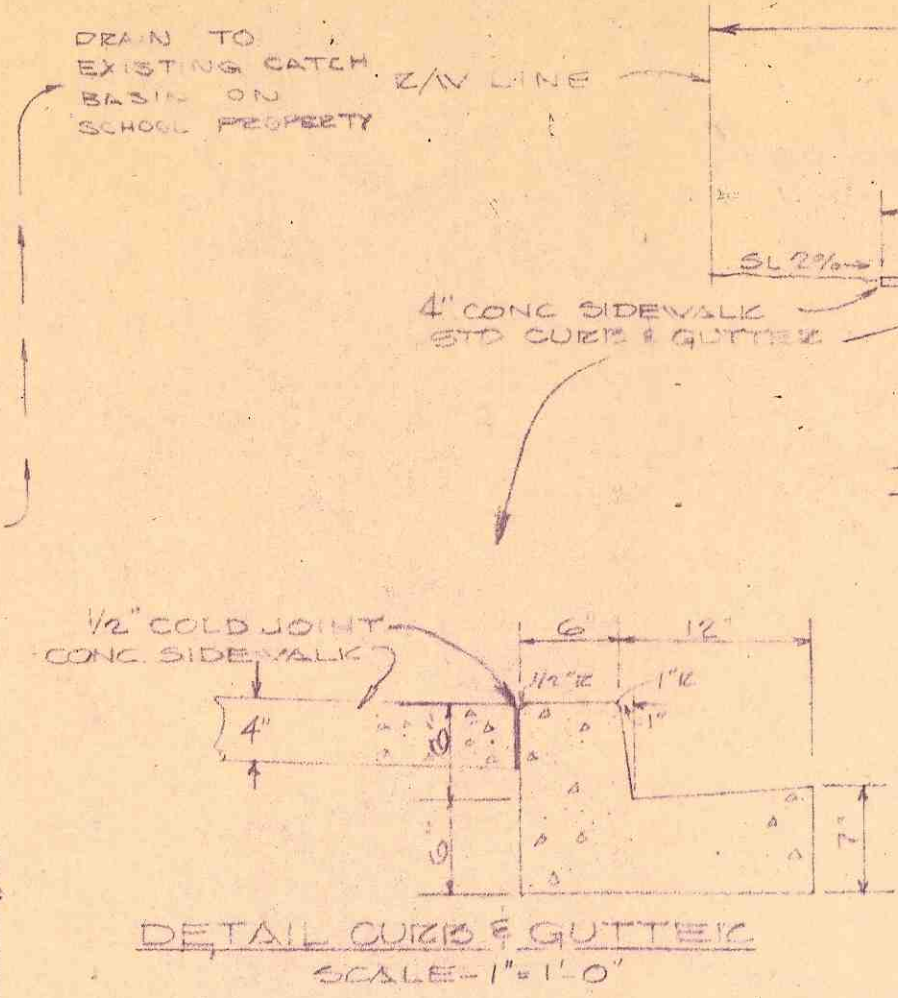 DRAIN TO
EXISTING CATCH
BASIN ON
SCHOOL PROPERTY
R/W LINE
SL 2%
4" CONC SIDEWALK
STD CURB & GUTTER
1/2" COLD JOINT
CONC. SIDEWALK
6" 12"
1/2" R 1" R
1"
4"
6"
6"
7"
DETAIL CURB & GUTTER
SCALE - 1" = 1'-0"